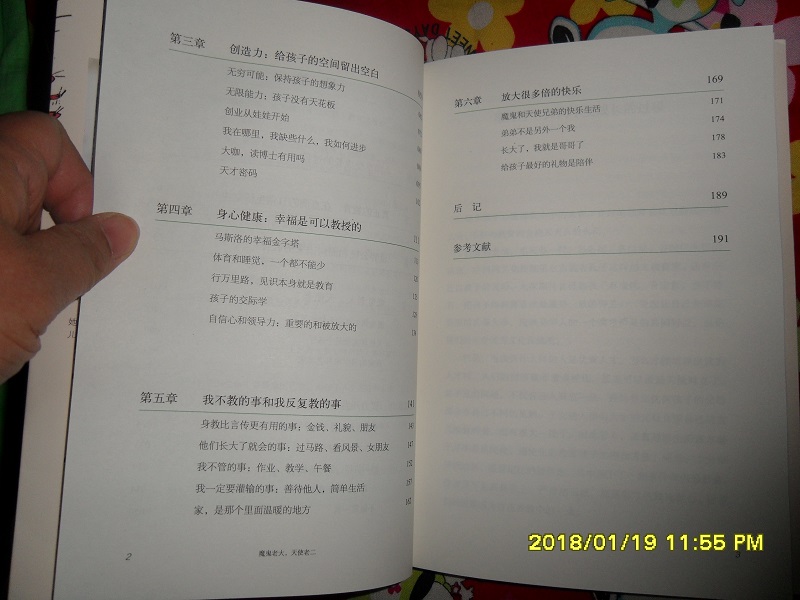 第三章 创造力：给孩子的空间留出空白
无穷可能：保持孩子的想象力
无限能力：孩子没有天花板
创业从娃娃开始
我在哪里，我缺些什么，我如何进步
大咖，读博士有用吗
天才密码
第四章 身心健康：幸福是可以教授的
马斯洛的幸福金字塔
体育和睡觉，一个都不能少
行万里路，见识本身就是教育
孩子的交际学
自信心和领导力：重要的和被放大的
第五章 我不教的事和我反复教的事 141
身教比言传更有用的事：金钱、礼貌、朋友
他们长大了就会的事：过马路、看风景、女朋友 147
我不管的事：作业、教学、午餐 152
我一定要灌输的事：善待他人，简单生活 157
家，是那个里面温暖的地方 162
2 魔鬼老大，天使老二
第六章 放大很多倍的快乐 169
魔鬼和天使兄弟的快乐生活 171
弟弟不是另外一个我 174
长大了，我就是哥哥了 178
给孩子最好的礼物是陪伴 183
后 记 189
参考文献 191
2018/01/19 11:55 PM